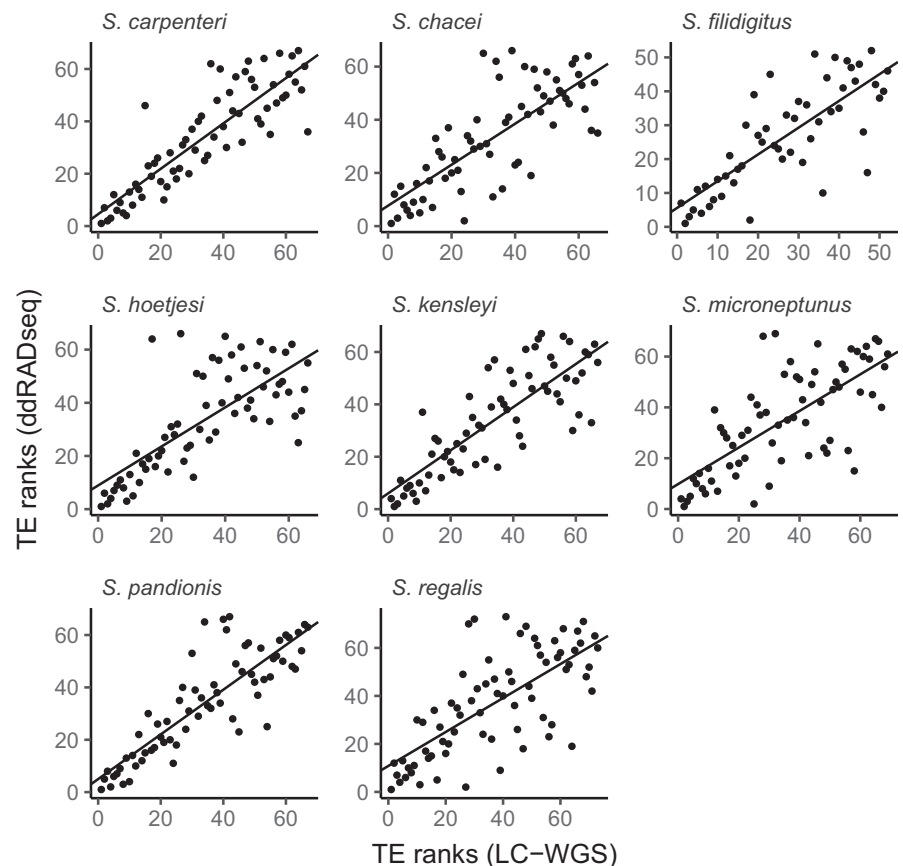 S. carpenteri
S. chacei
S. filidigitus
60
40
20
0
0 20 40 60
60
40
20
0
0 20 40 60
50
40
30
20
10
0
0 10 20 30 40 50
S. hoetjesi
S. kensleyi
S. microneptunus
60
40
20
0
0 20 40 60
60
40
20
0
0 20 40 60
60
40
20
0
0 20 40 60
S. pandionis
S. regalis
60
40
20
0
0 20 40 60
60
40
20
0
0 20 40 60
TE ranks (ddRADseq)
TE ranks (LC−WGS)